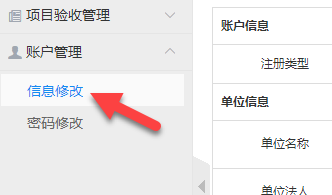 项目验收管理
账户管理
信息修改
密码修改
账户信息
注册类型
单位信息
单位名称
单位法人